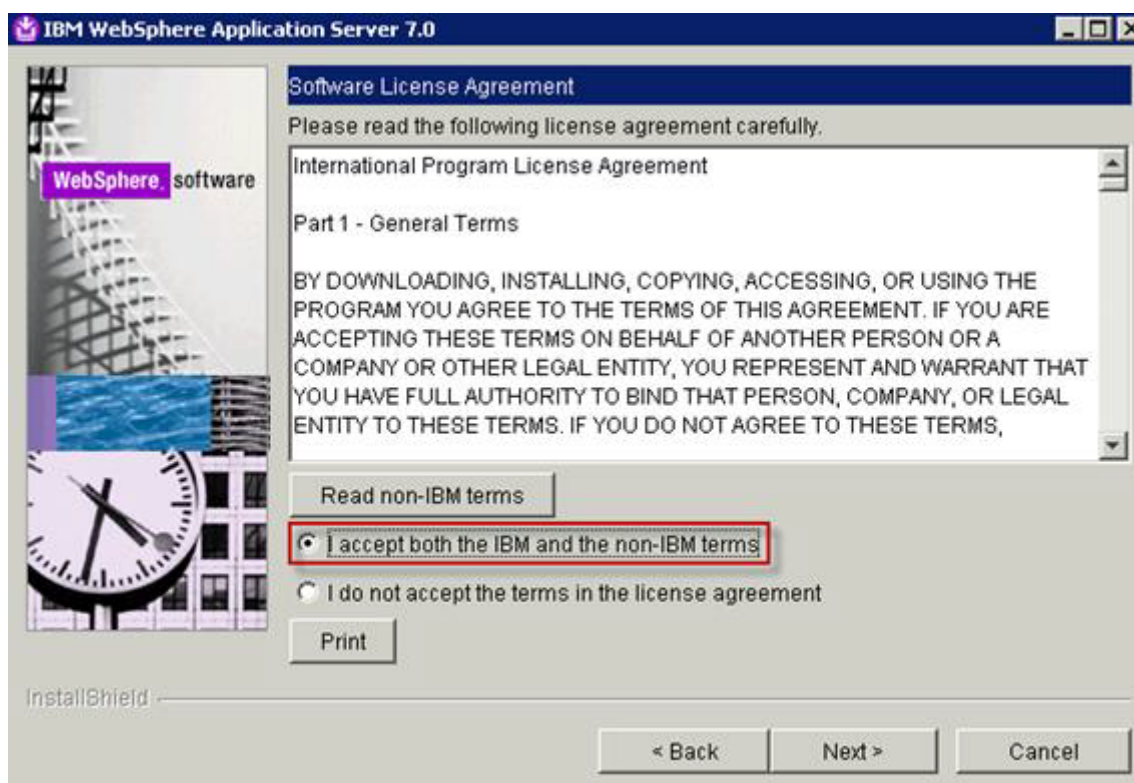 IBM WebSphere Application Server 7.0
WebSphere. software
Software License Agreement
Please read the following license agreement carefully.
International Program License Agreement
Part 1 - General Terms
BY DOWNLOADING, INSTALLING, COPYING, ACCESSING, OR USING THE
PROGRAM YOU AGREE TO THE TERMS OF THIS AGREEMENT. IF YOU ARE
ACCEPTING THESE TERMS ON BEHALF OF ANOTHER PERSON OR A
COMPANY OR OTHER LEGAL ENTITY, YOU REPRESENT AND WARRANT THAT
YOU HAVE FULL AUTHORITY TO BIND THAT PERSON, COMPANY, OR LEGAL
ENTITY TO THESE TERMS. IF YOU DO NOT AGREE TO THESE TERMS,
Read non-IBM terms
I accept both the IBM and the non-IBM terms
I do not accept the terms in the license agreement
Print
InstallShield
< Back
Next >
Cancel